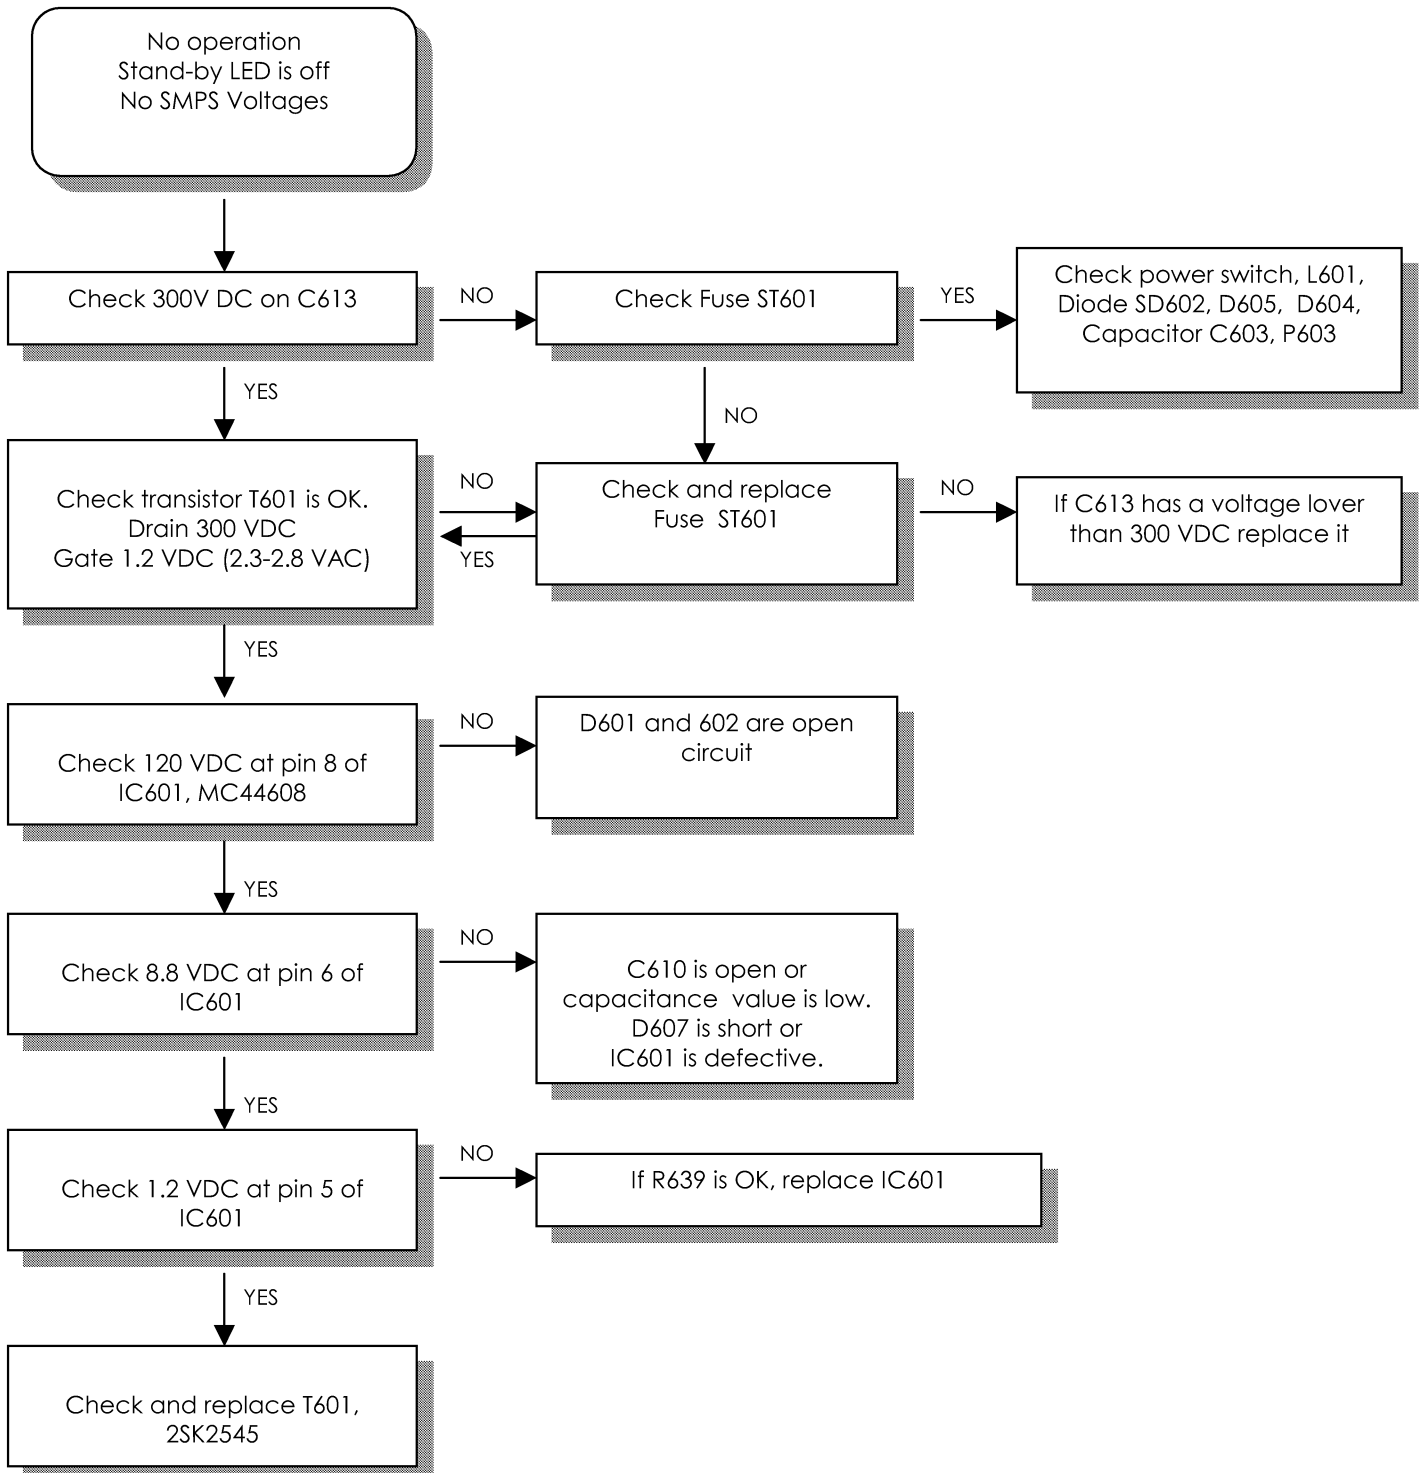 No operation
Stand-by LED is off
No SMPS Voltages
Check 300V DC on C613
NO
Check Fuse ST601
YES
Check power switch, L601,
Diode SD602, D605, D604,
Capacitor C603, P603
YES
NO
Check transistor T601 is OK.
Drain 300 VDC
Gate 1.2 VDC (2.3-2.8 VAC)
NO
YES
Check and replace
Fuse ST601
NO
If C613 has a voltage lover
than 300 VDC replace it
YES
Check 120 VDC at pin 8 of
IC601, MC44608
NO
D601 and 602 are open
circuit
YES
Check 8.8 VDC at pin 6 of
IC601
NO
C610 is open or
capacitance value is low.
D607 is short or
IC601 is defective.
YES
Check 1.2 VDC at pin 5 of
IC601
NO
If R639 is OK, replace IC601
YES
Check and replace T601,
2SK2545